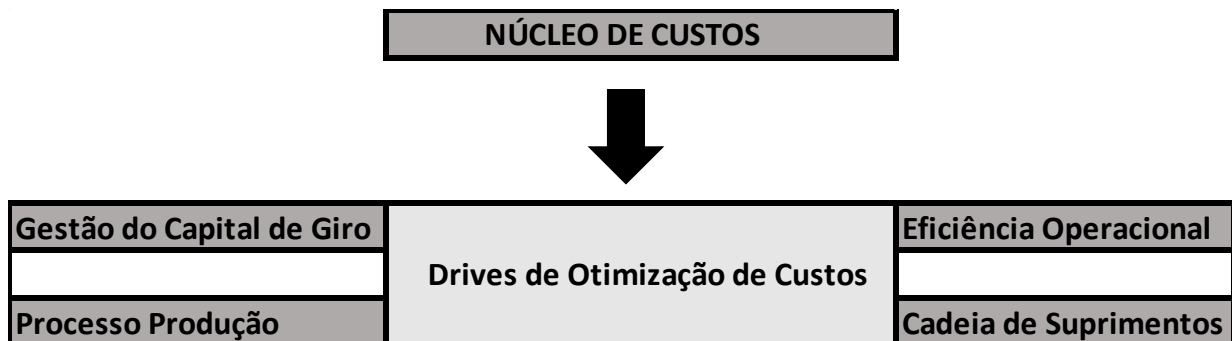 NÚCLEO DE CUSTOS
Gestão do Capital de Giro
Eficiência Operacional
Drives de Otimização de Custos
Processo Produção
Cadeia de Suprimentos